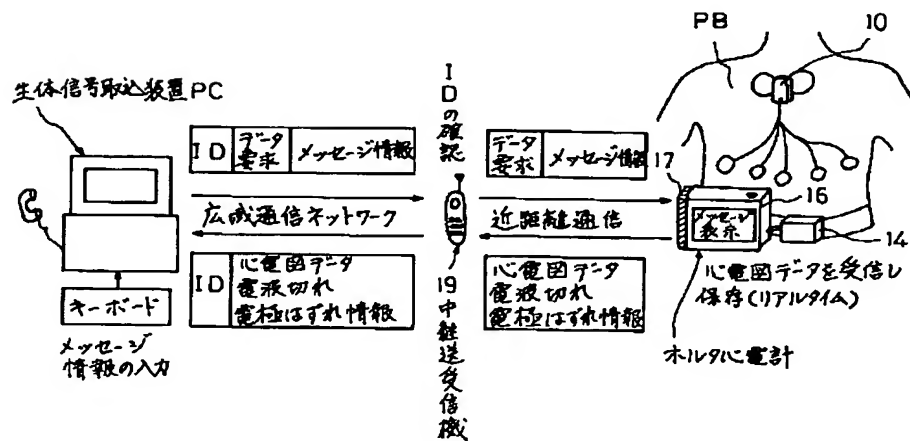 生体信号取込装置PC
ID
データ
要求
メッセージ情報
広域通信ネットワーク
ID
心電図データ
電波切れ
電極はずれ情報
キーボード
メッセージ
情報の入力
IDの確認
19中継送受信機
データ
要求
メッセージ情報
近距離通信
心電図データ
電波切れ
電極はずれ情報
PB
10
17
16
メッセージ
表示
14
心電図データを受信し
保存(リアルタイム)
ホルタ心電計